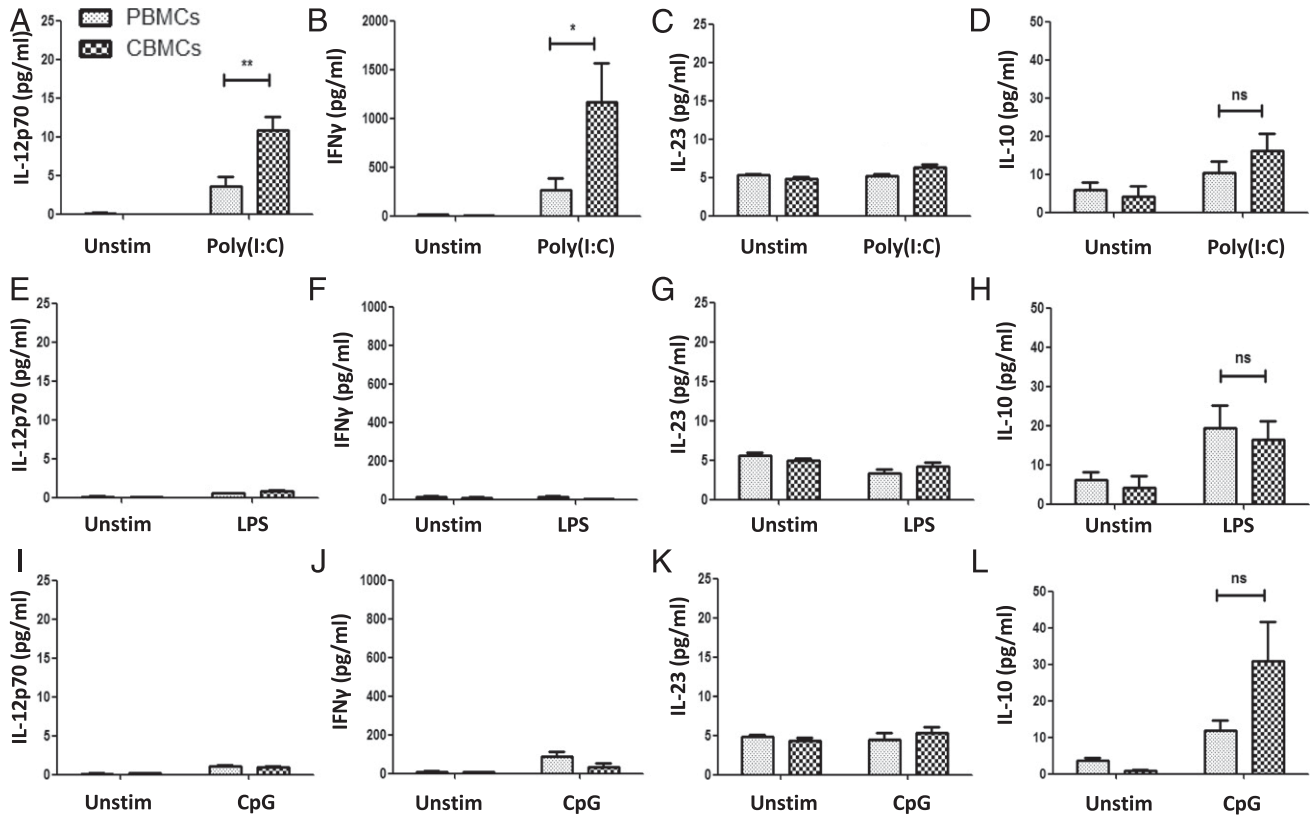 A
IL-12p70 (pg/ml)
25
20
15
10
5
0
PBMCs
CBMCs
**
Unstim Poly(I:C)
B
IFNγ (pg/ml)
2000
1500
1000
500
0
*
Unstim Poly(I:C)
C
IL-23 (pg/ml)
25
20
15
10
5
0
Unstim Poly(I:C)
D
IL-10 (pg/ml)
50
40
30
20
10
0
ns
Unstim Poly(I:C)
E
IL-12p70 (pg/ml)
25
20
15
10
5
0
Unstim LPS
F
IFNγ (pg/ml)
1000
800
600
400
200
0
Unstim LPS
G
IL-23 (pg/ml)
25
20
15
10
5
0
Unstim LPS
H
IL-10 (pg/ml)
50
40
30
20
10
0
ns
Unstim LPS
I
IL-12p70 (pg/ml)
25
20
15
10
5
0
Unstim CpG
J
IFNγ (pg/ml)
1000
800
600
400
200
0
Unstim CpG
K
IL-23 (pg/ml)
25
20
15
10
5
0
Unstim CpG
L
IL-10 (pg/ml)
50
40
30
20
10
0
ns
Unstim CpG